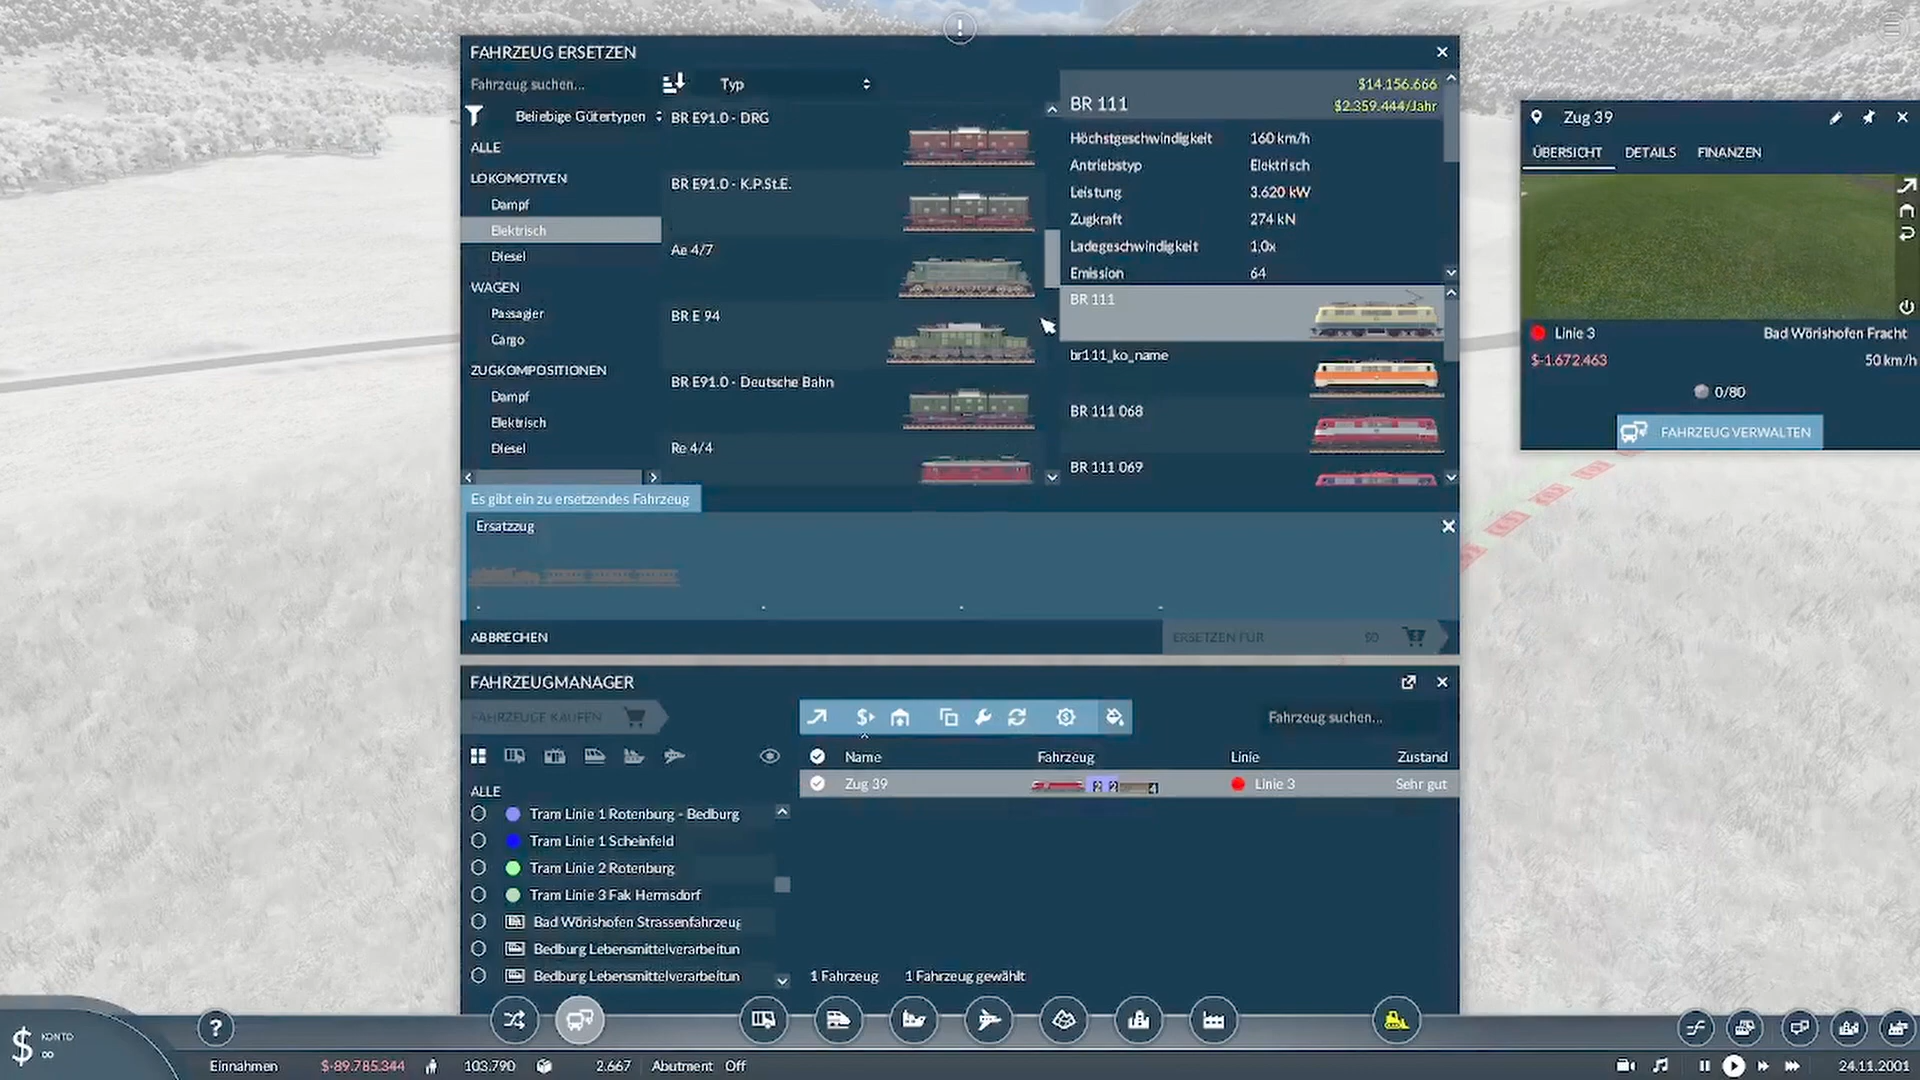 FAHRZEUG ERSETZEN
Fahrzeug suchen...
Typ
Beliebige Gütertypen
ALLE
LOKOMOTIVEN
Dampf
Elektrisch
Diesel
WAGEN
Passagier
Cargo
ZUGKOMPOSITIONEN
Dampf
Elektrisch
Diesel
BR E91.0 - DRG
BR E91.0 - K.P.St.E.
Ae 4/7
BR E 94
BR E91.0 - Deutsche Bahn
Re 4/4
$14.156.666
BR 111
$2.359.444/Jahr
Höchstgeschwindigkeit 160 km/h
Antriebstyp Elektrisch
Leistung 3.620 kW
Zugkraft 274 kN
Ladegeschwindigkeit 1,0x
Emission 64
BR 111
br111_ko_name
BR 111 068
BR 111 069
Es gibt ein zu ersetzendes Fahrzeug
Ersatzzug
ABBRECHEN
ERSETZEN FÜR $0
Zug 39
ÜBERSICHT DETAILS FINANZEN
Linie 3 Bad Wörishofen Fracht
$-1.672.463 50 km/h
0/80
FAHRZEUG VERWALTEN
FAHRZEUGMANAGER
FAHRZEUGE KAUFEN
Fahrzeug suchen...
ALLE
Tram Linie 1 Rotenburg - Bedburg
Tram Linie 1 Scheinfeld
Tram Linie 2 Rotenburg
Tram Linie 3 Fak Hermsdorf
Bad Wörishofen Strassenfahrzeug
Bedburg Lebensmittelverarbeitun
Bedburg Lebensmittelverarbeitun
Name Fahrzeug Linie Zustand
Zug 39 2 2 4 Linie 3 Sehr gut
1 Fahrzeug 1 Fahrzeug gewählt
KONTO
∞
Einnahmen $-89.785.344 103.790 2.667 Abutment Off
24.11.2001